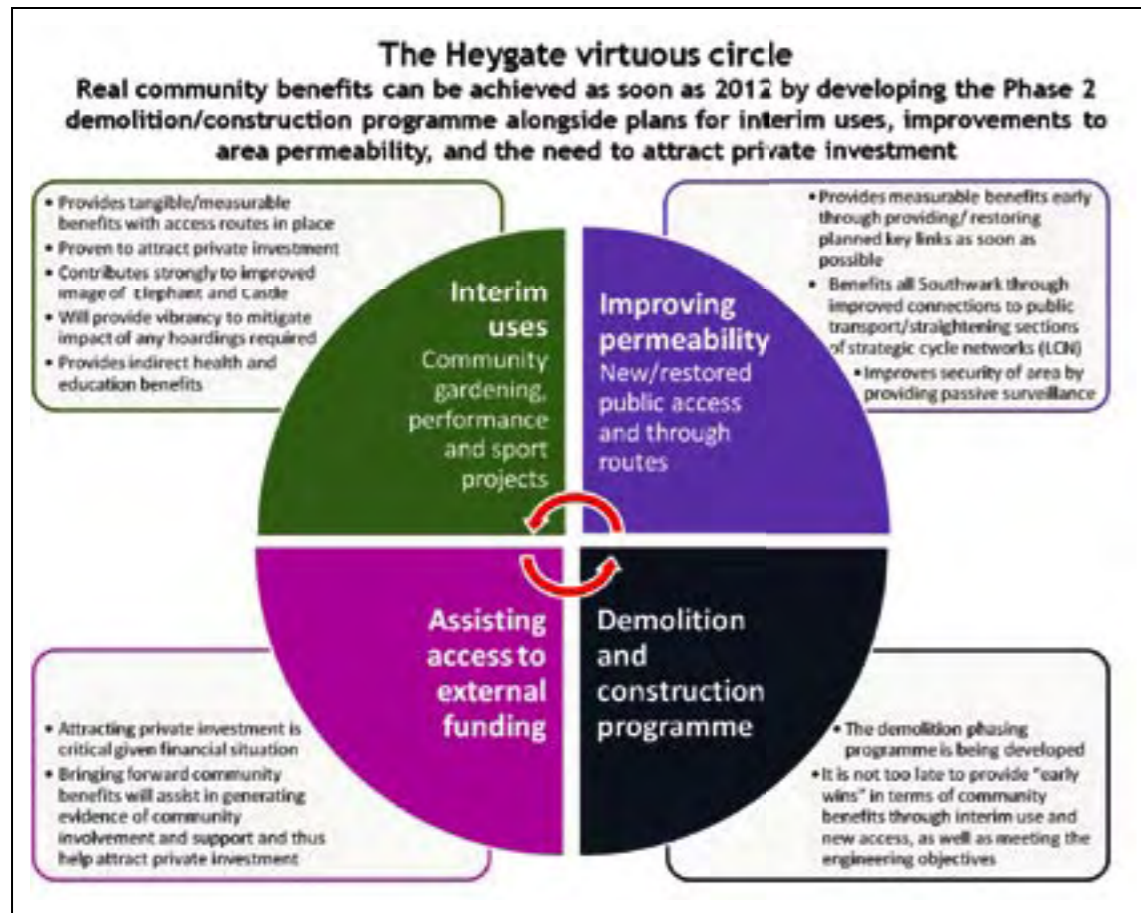 The Heygate virtuous circle
Real community benefits can be achieved as soon as 2012 by developing the Phase 2
demolition/construction programme alongside plans for interim uses, improvements to
area permeability, and the need to attract private investment
• Provides tangible/measurable
benefits with access routes in place
• Proven to attract private investment
• Contributes strongly to improved
image of Elephant and Castle
• Will provide vibrancy to mitigate
impact of any hoardings required
• Provides indirect health and
education benefits
Interim
uses
Community
gardening,
performance
and sport
projects
Improving
permeability
New/restored
public access
and through
routes
• Provides measurable benefits early
through providing/ restoring
planned key links as soon as
possible
• Benefits all Southwark through
improved connections to public
transport/straightening sections
of strategic cycle networks (LCN)
• Improves security of area by
providing passive surveillance
Assisting
access to
external
funding
• Attracting private investment is
critical given financial situation
• Bringing forward community
benefits will assist in generating
evidence of community
involvement and support and thus
help attract private investment
Demolition
and
construction
programme
• The demolition phasing
programme is being developed
• It is not too late to provide "early
wins" in terms of community
benefits through interim use and
new access, as well as meeting the
engineering objectives